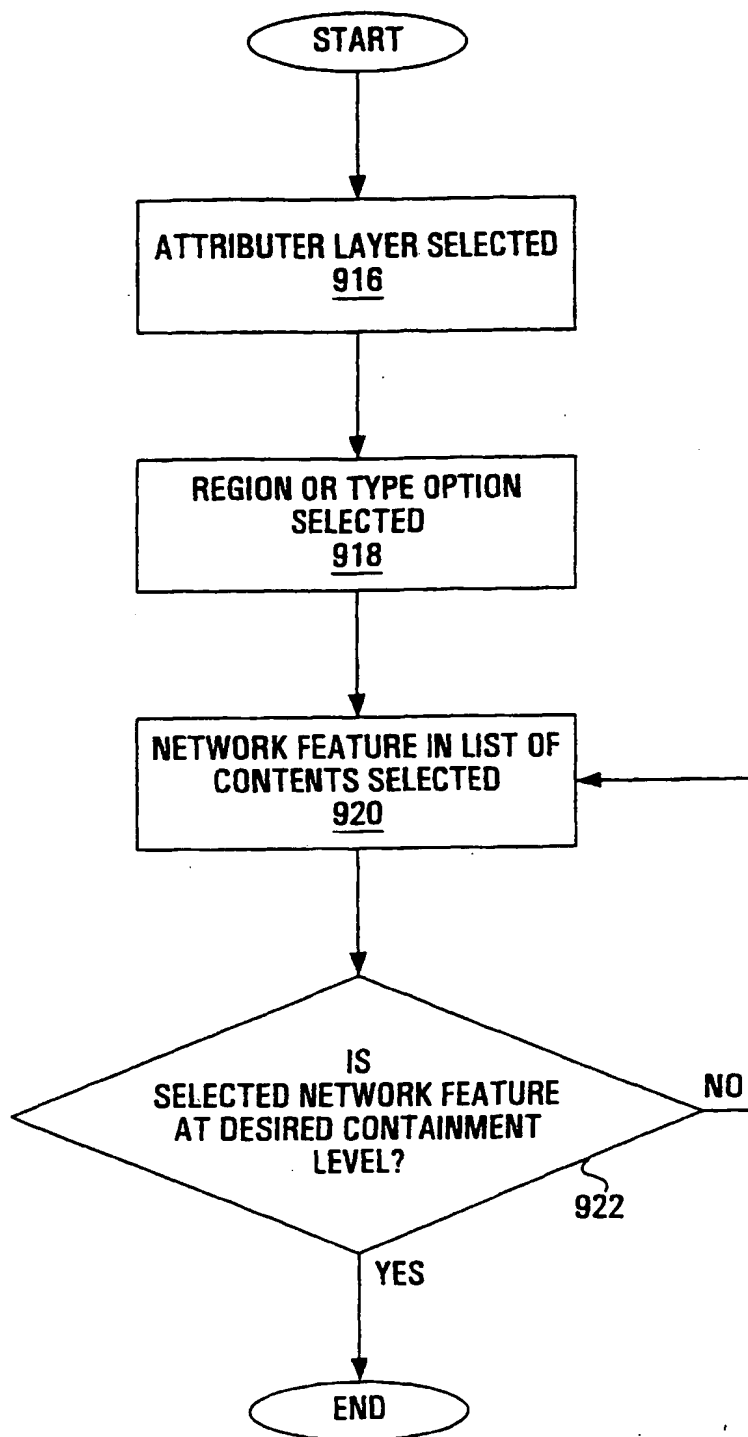 START
ATTRIBUTER LAYER SELECTED
916
REGION OR TYPE OPTION
SELECTED
918
NETWORK FEATURE IN LIST OF
CONTENTS SELECTED
920
IS
SELECTED NETWORK FEATURE
AT DESIRED CONTAINMENT
LEVEL?
NO
922
YES
END